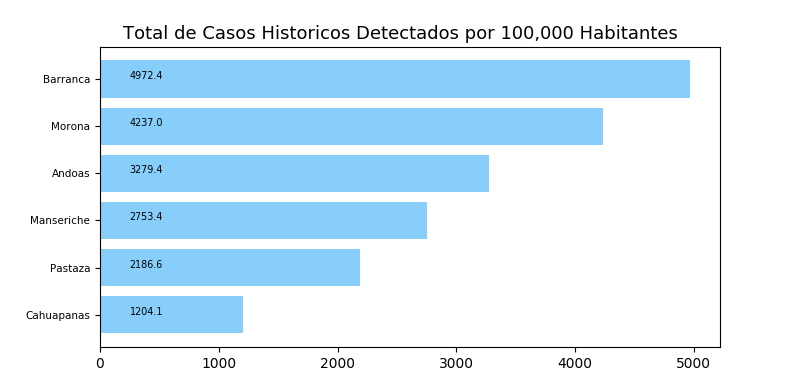 Total de Casos Historicos Detectados por 100,000 Habitantes
Barranca 4972.4
Morona 4237.0
Andoas 3279.4
Manseriche 2753.4
Pastaza 2186.6
Cahuapanas 1204.1
0 1000 2000 3000 4000 5000